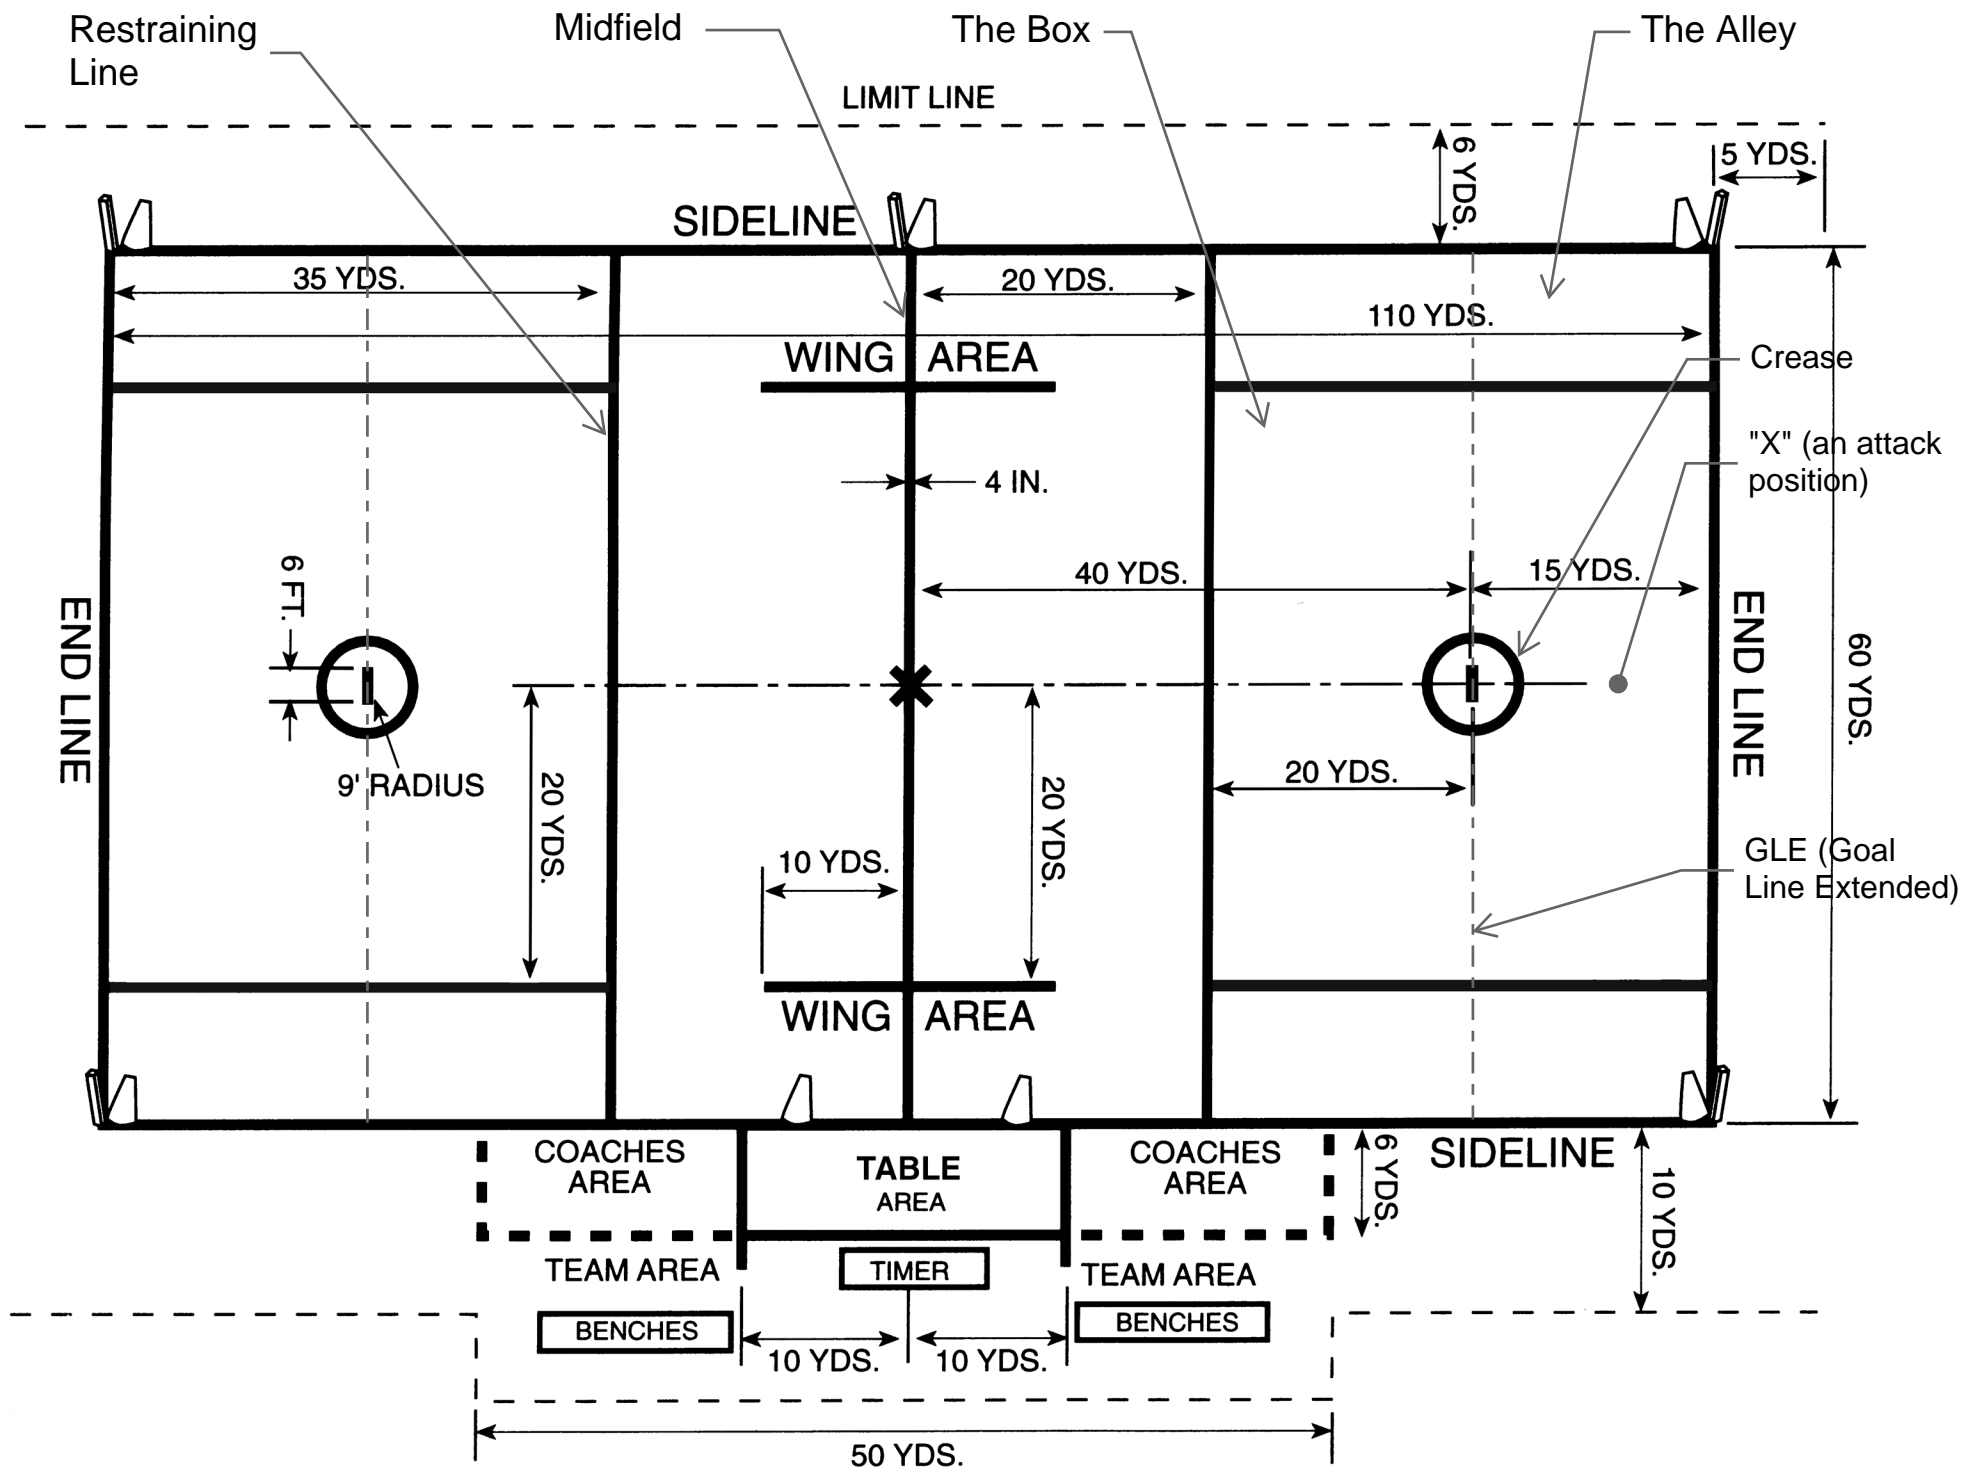 Restraining
Line
Midfield
The Box
The Alley
LIMIT LINE
6 YDS.
5 YDS.
SIDELINE
35 YDS.
20 YDS.
110 YDS.
WING AREA
Crease
"X" (an attack
position)
4 IN.
6 FT.
40 YDS.
15 YDS.
END LINE
END LINE
60 YDS.
9' RADIUS
20 YDS.
20 YDS.
20 YDS.
10 YDS.
GLE (Goal
Line Extended)
WING AREA
COACHES
AREA
TABLE
AREA
COACHES
AREA
6 YDS.
SIDELINE
10 YDS.
TEAM AREA
TIMER
TEAM AREA
BENCHES
BENCHES
10 YDS.
10 YDS.
50 YDS.